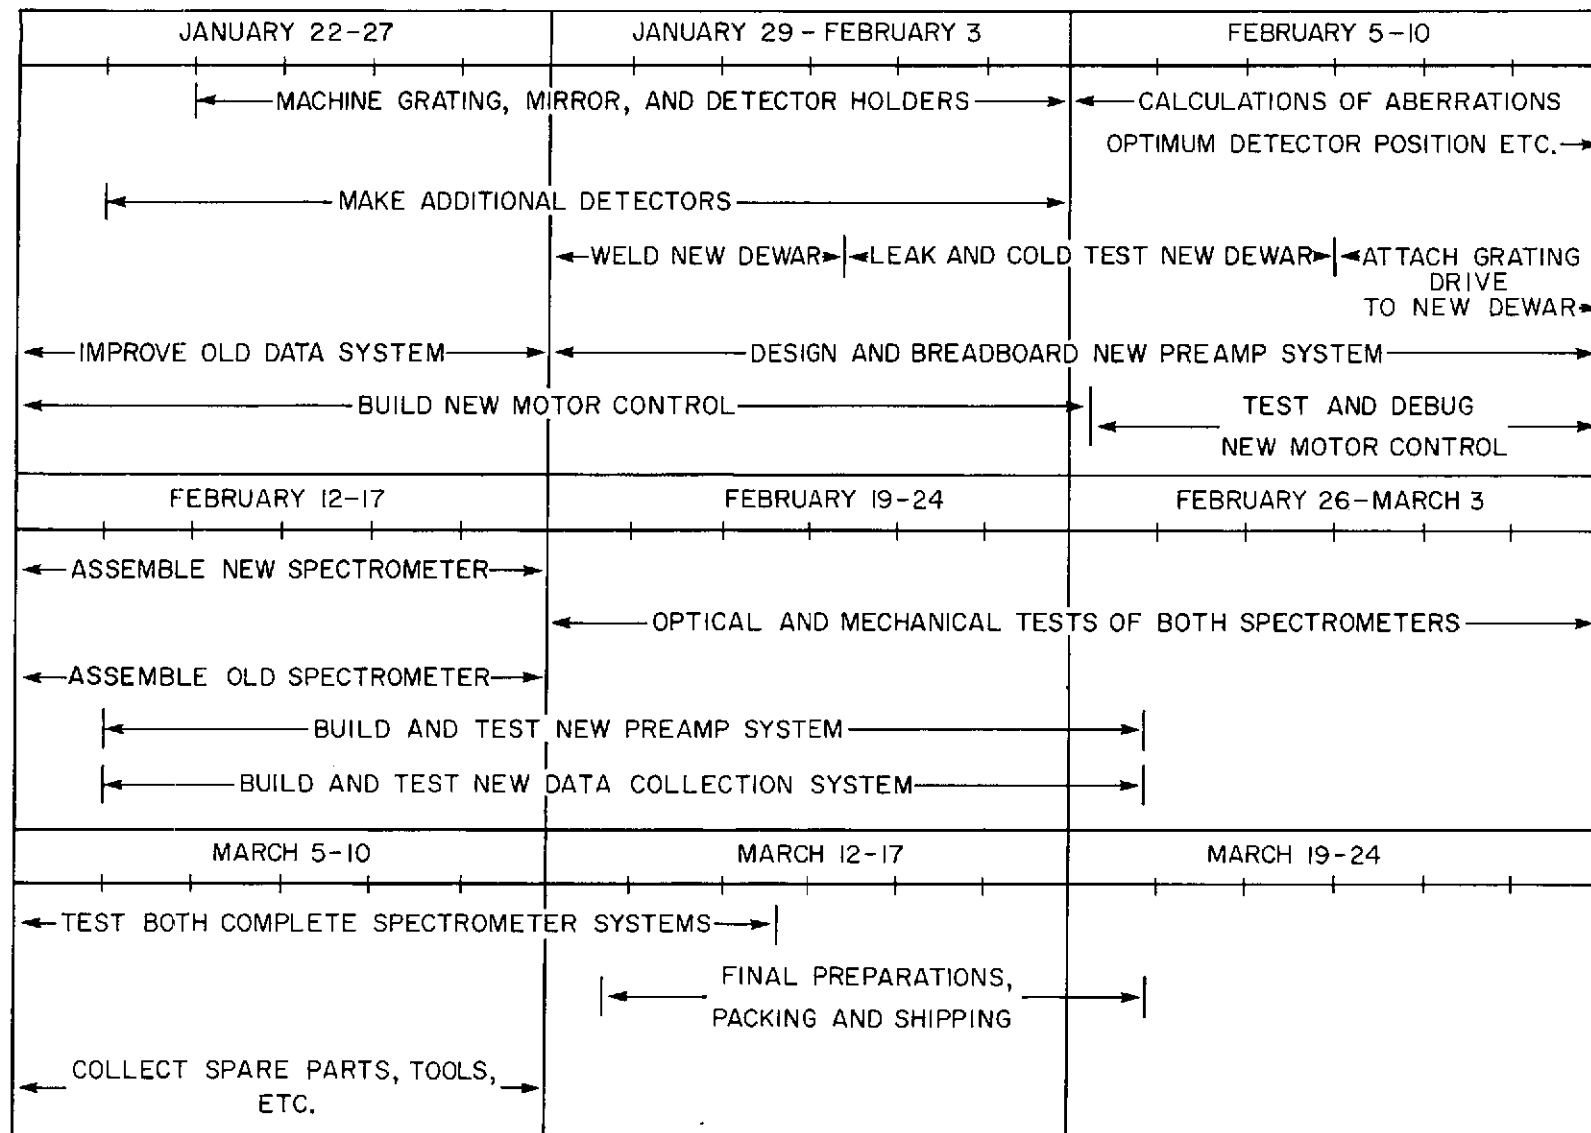 JANUARY 22-27
JANUARY 29 - FEBRUARY 3
FEBRUARY 5-10
MACHINE GRATING, MIRROR, AND DETECTOR HOLDERS
CALCULATIONS OF ABERRATIONS
OPTIMUM DETECTOR POSITION ETC.
MAKE ADDITIONAL DETECTORS
WELD NEW DEWAR
LEAK AND COLD TEST NEW DEWAR
ATTACH GRATING
DRIVE
TO NEW DEWAR
IMPROVE OLD DATA SYSTEM
DESIGN AND BREADBOARD NEW PREAMP SYSTEM
BUILD NEW MOTOR CONTROL
TEST AND DEBUG
NEW MOTOR CONTROL
FEBRUARY 12-17
FEBRUARY 19-24
FEBRUARY 26-MARCH 3
ASSEMBLE NEW SPECTROMETER
OPTICAL AND MECHANICAL TESTS OF BOTH SPECTROMETERS
ASSEMBLE OLD SPECTROMETER
BUILD AND TEST NEW PREAMP SYSTEM
BUILD AND TEST NEW DATA COLLECTION SYSTEM
MARCH 5-10
MARCH 12-17
MARCH 19-24
TEST BOTH COMPLETE SPECTROMETER SYSTEMS
FINAL PREPARATIONS,
PACKING AND SHIPPING
COLLECT SPARE PARTS, TOOLS,
ETC.